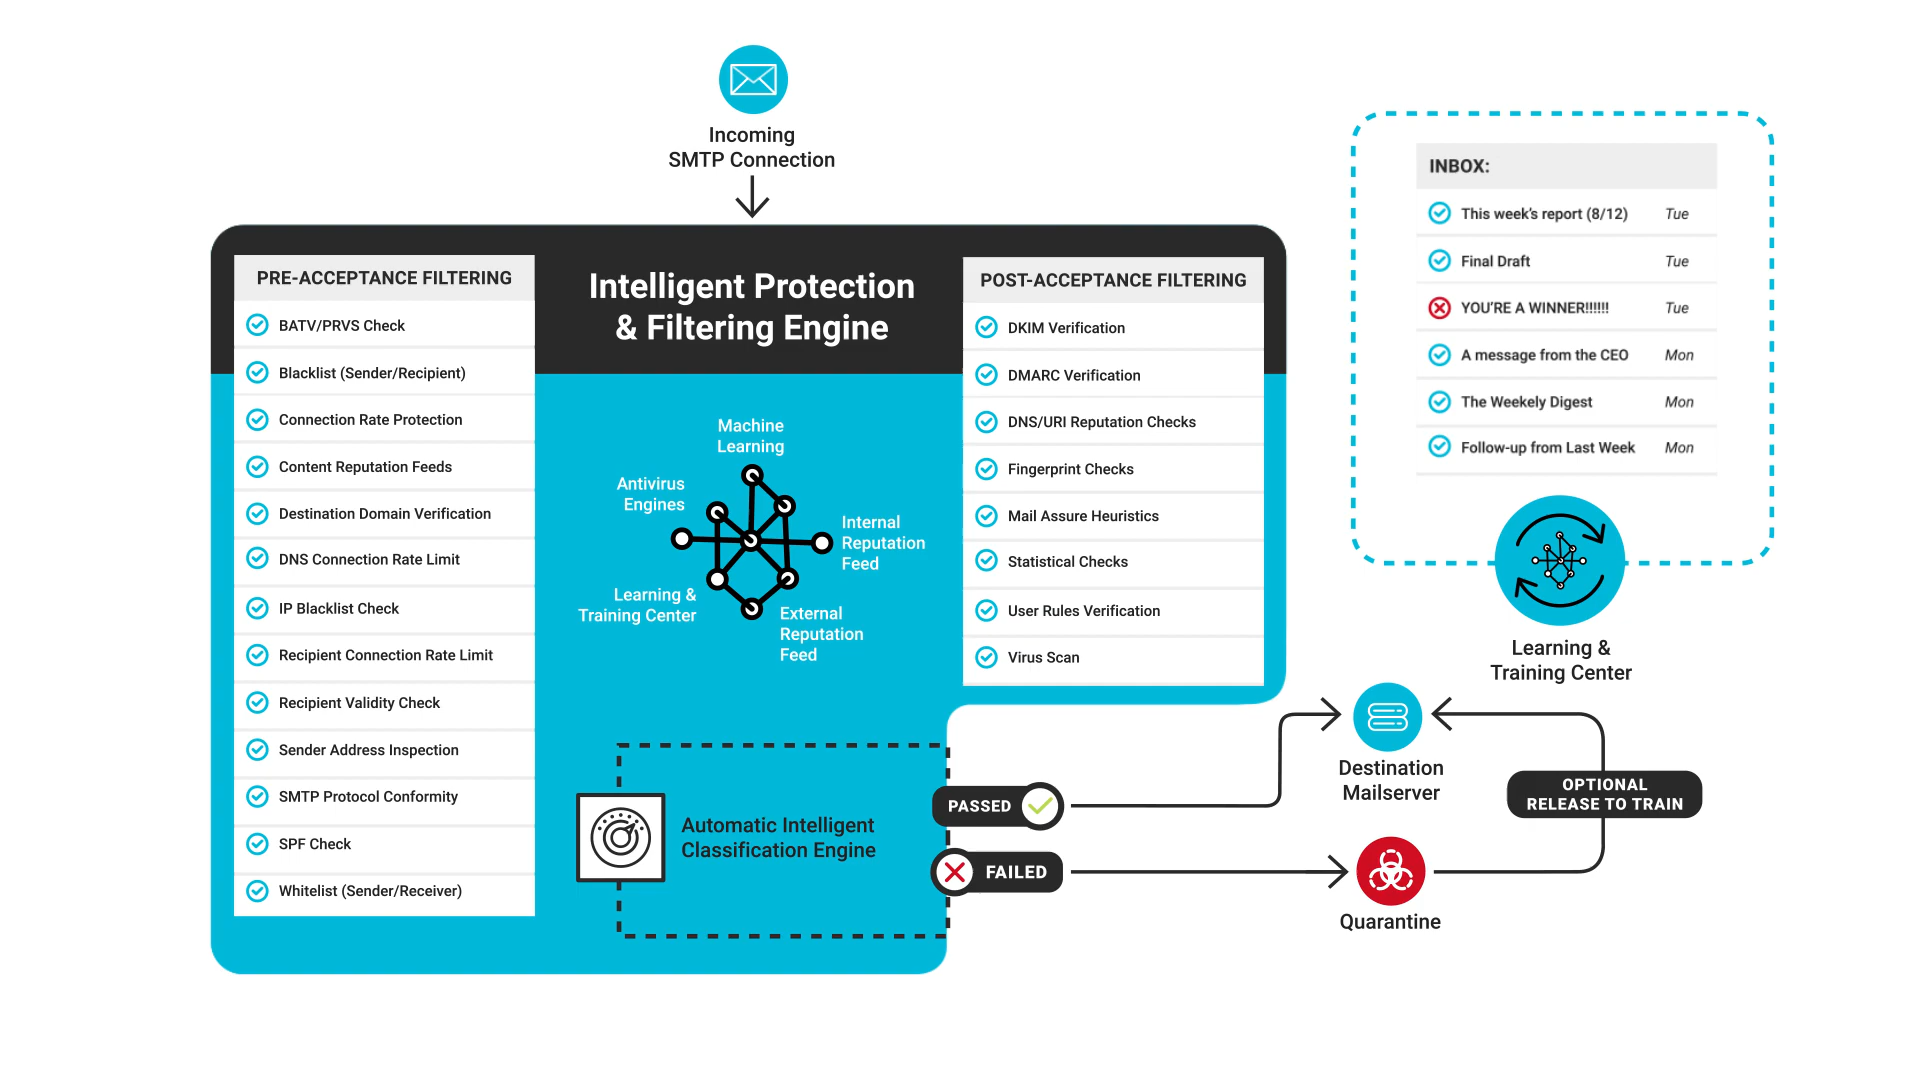 Incoming
SMTP Connection
PRE-ACCEPTANCE FILTERING
BATV/PRVS Check
Blacklist (Sender/Recipient)
Connection Rate Protection
Content Reputation Feeds
Destination Domain Verification
DNS Connection Rate Limit
IP Blacklist Check
Recipient Connection Rate Limit
Recipient Validity Check
Sender Address Inspection
SMTP Protocol Conformity
SPF Check
Whitelist (Sender/Receiver)
Intelligent Protection
& Filtering Engine
Machine
Learning
Antivirus
Engines
Internal
Reputation
Feed
Learning &
Training Center
External
Reputation
Feed
POST-ACCEPTANCE FILTERING
DKIM Verification
DMARC Verification
DNS/URI Reputation Checks
Fingerprint Checks
Mail Assure Heuristics
Statistical Checks
User Rules Verification
Virus Scan
Automatic Intelligent
Classification Engine
PASSED
FAILED
INBOX:
This week's report (8/12) Tue
Final Draft Tue
YOU'RE A WINNER!!!!!! Tue
A message from the CEO Mon
The Weekely Digest Mon
Follow-up from Last Week Mon
Learning &
Training Center
Destination
Mailserver
OPTIONAL
RELEASE TO TRAIN
Quarantine